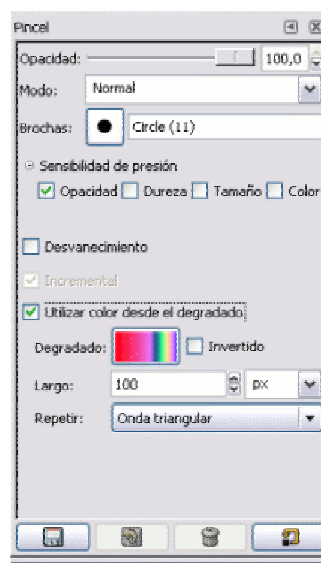 Pincel
Opacidad: 100,0
Modo: Normal
Brochas: Circle (11)
Sensibilidad de presión
Opacidad Dureza Tamaño Color
Desvanecimiento
Incremental
Utilizar color desde el degradado
Degradado: Invertido
Largo: 100 px
Repetir: Onda triangular